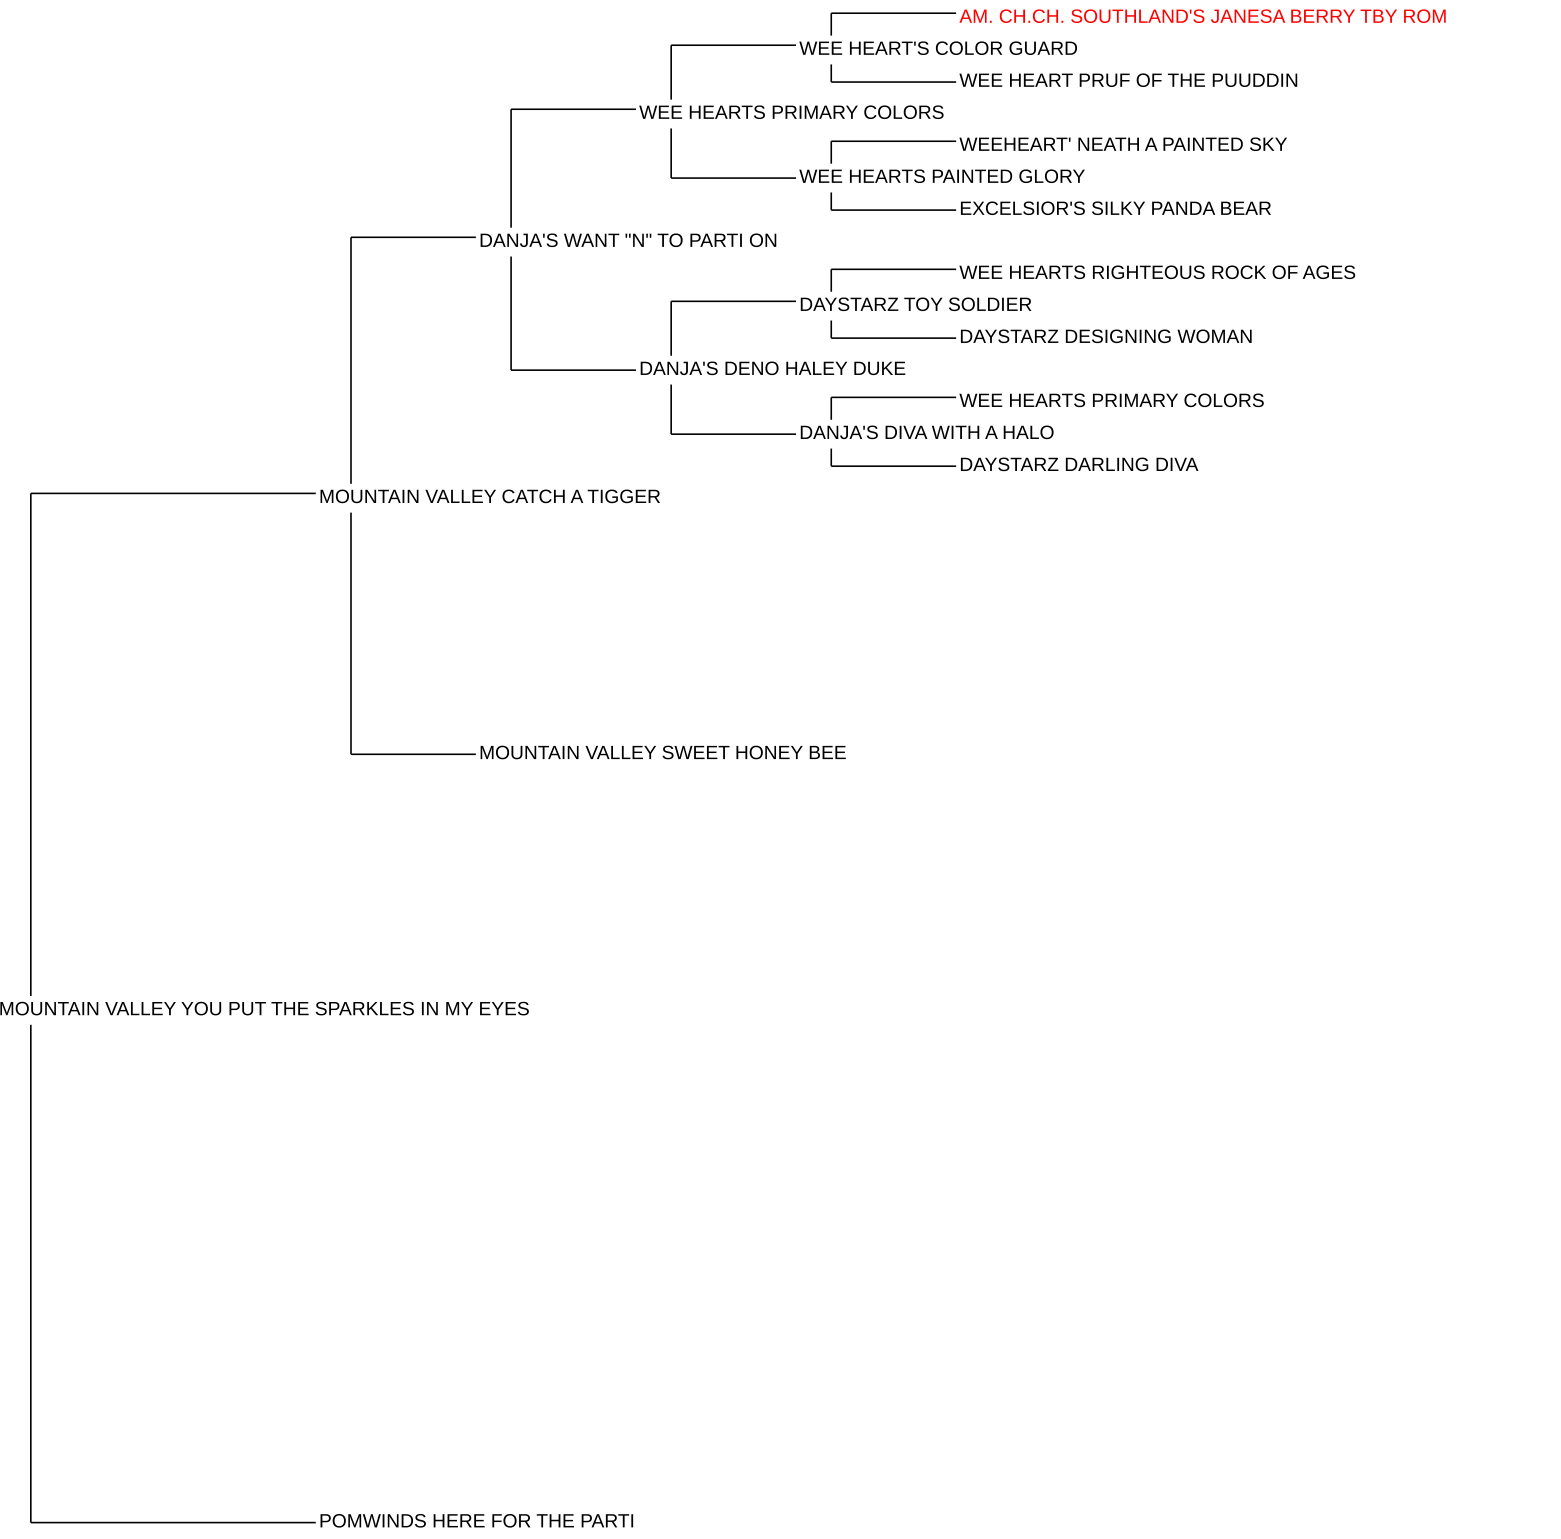 AM. CH.CH. SOUTHLAND'S JANESA BERRY TBY ROM
WEE HEART'S COLOR GUARD
WEE HEART PRUF OF THE PUUDDIN
WEE HEARTS PRIMARY COLORS
WEEHEART' NEATH A PAINTED SKY
WEE HEARTS PAINTED GLORY
EXCELSIOR'S SILKY PANDA BEAR
DANJA'S WANT "N" TO PARTI ON
WEE HEARTS RIGHTEOUS ROCK OF AGES
DAYSTARZ TOY SOLDIER
DAYSTARZ DESIGNING WOMAN
DANJA'S DENO HALEY DUKE
WEE HEARTS PRIMARY COLORS
DANJA'S DIVA WITH A HALO
DAYSTARZ DARLING DIVA
MOUNTAIN VALLEY CATCH A TIGGER
MOUNTAIN VALLEY SWEET HONEY BEE
MOUNTAIN VALLEY YOU PUT THE SPARKLES IN MY EYES
POMWINDS HERE FOR THE PARTI